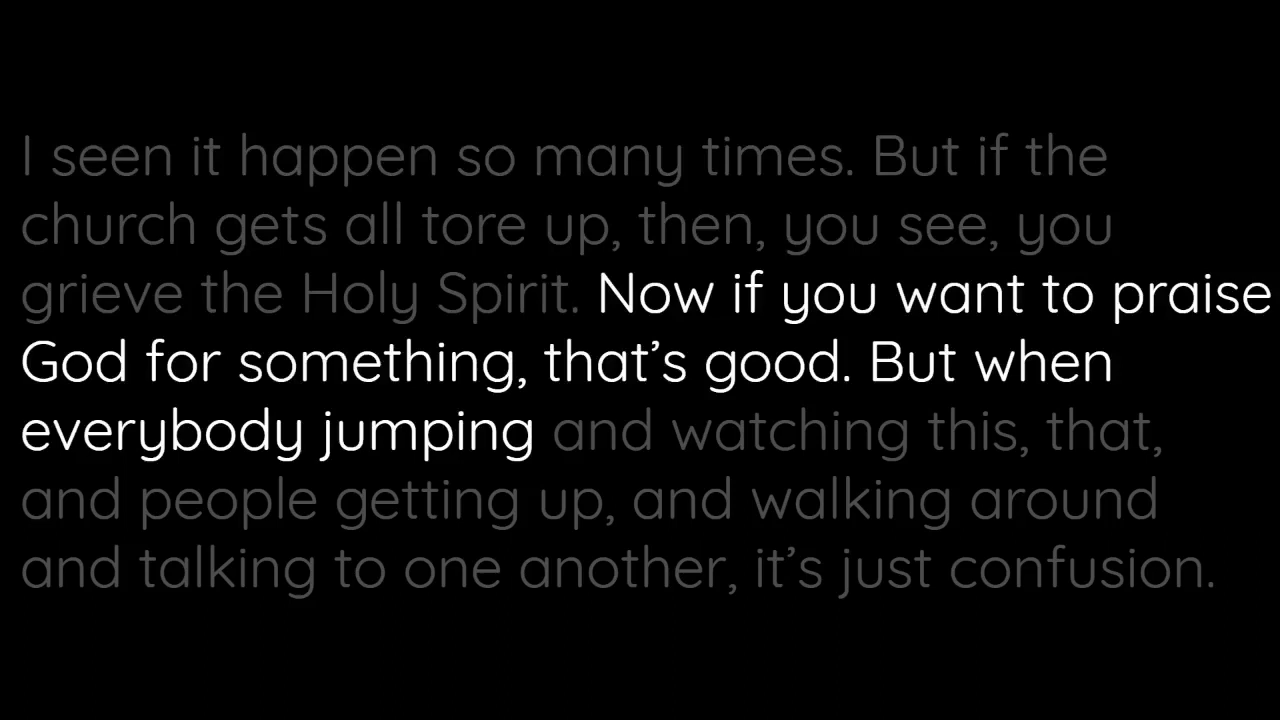 I seen it happen so many times. But if the
church gets all tore up, then, you see, you
grieve the Holy Spirit. Now if you want to praise
God for something, that’s good. But when
everybody jumping and watching this, that,
and people getting up, and walking around
and talking to one another, it’s just confusion.